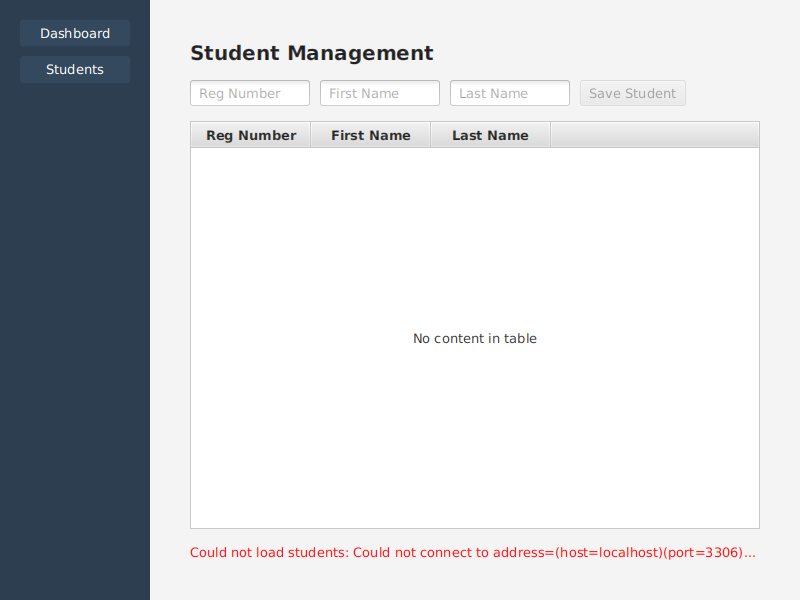 Dashboard
Students
Student Management
Reg Number First Name Last Name Save Student
Reg Number First Name Last Name
No content in table
Could not load students: Could not connect to address=(host=localhost)(port=3306)...